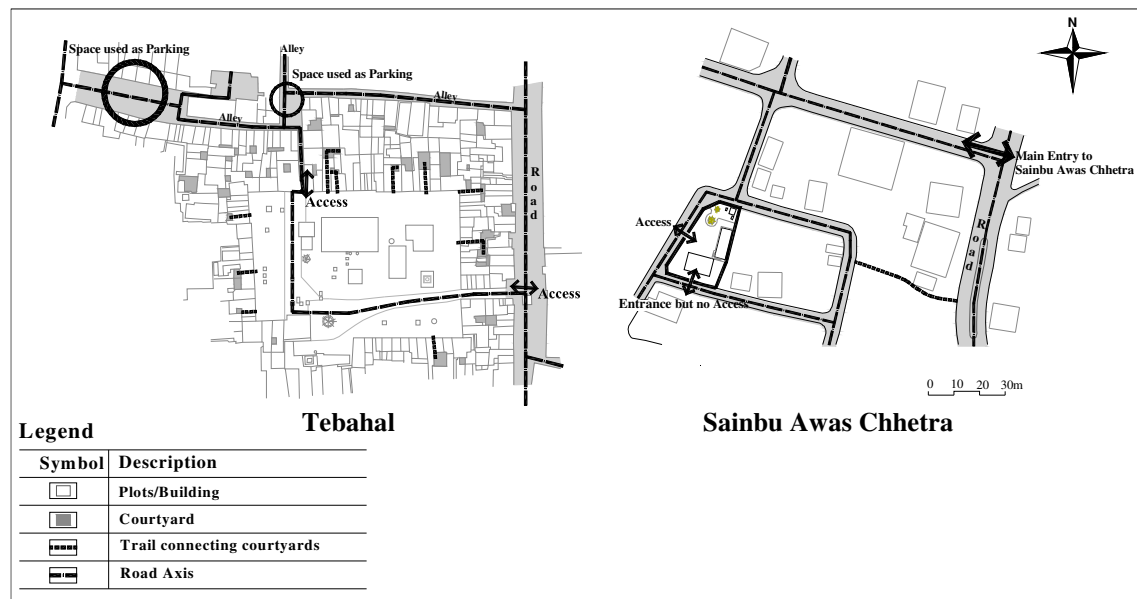 Space used as Parking
Alley
Space used as Parking
Alley
Alley
Access
Road
Access
Tebahal
N
Main Entry to
Sainbu Awas Chhetra
Access
Road
Entrance but no Access
0 10 20 30m
Sainbu Awas Chhetra
Legend
Symbol Description
Plots/Building
Courtyard
Trail connecting courtyards
Road Axis